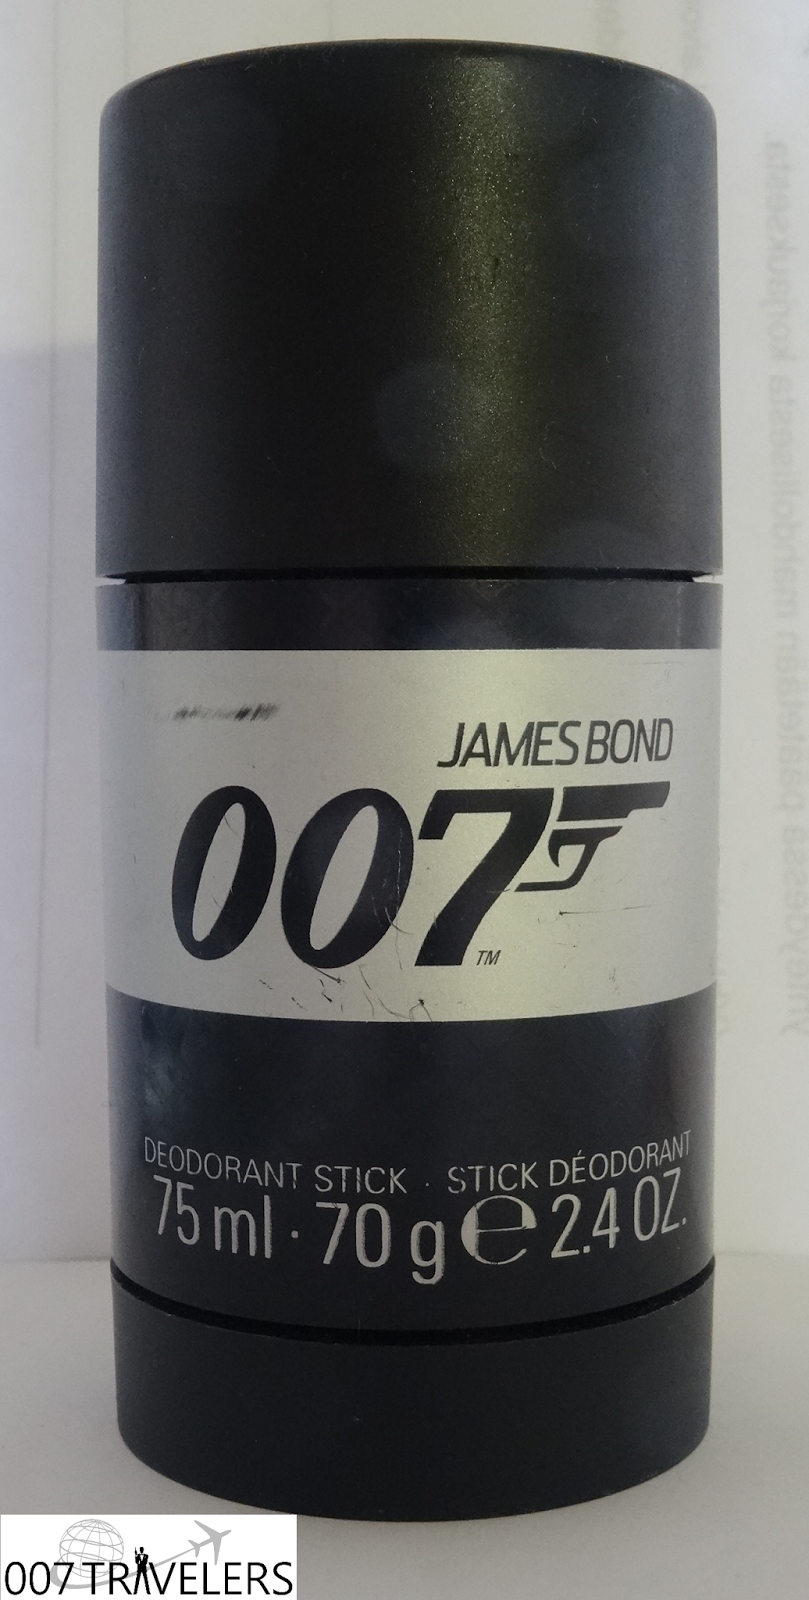 JAMES BOND
007
TM
DEODORANT STICK · STICK DÉODORANT
75 ml · 70 g e 2.4 OZ.
007 TRAVELERS